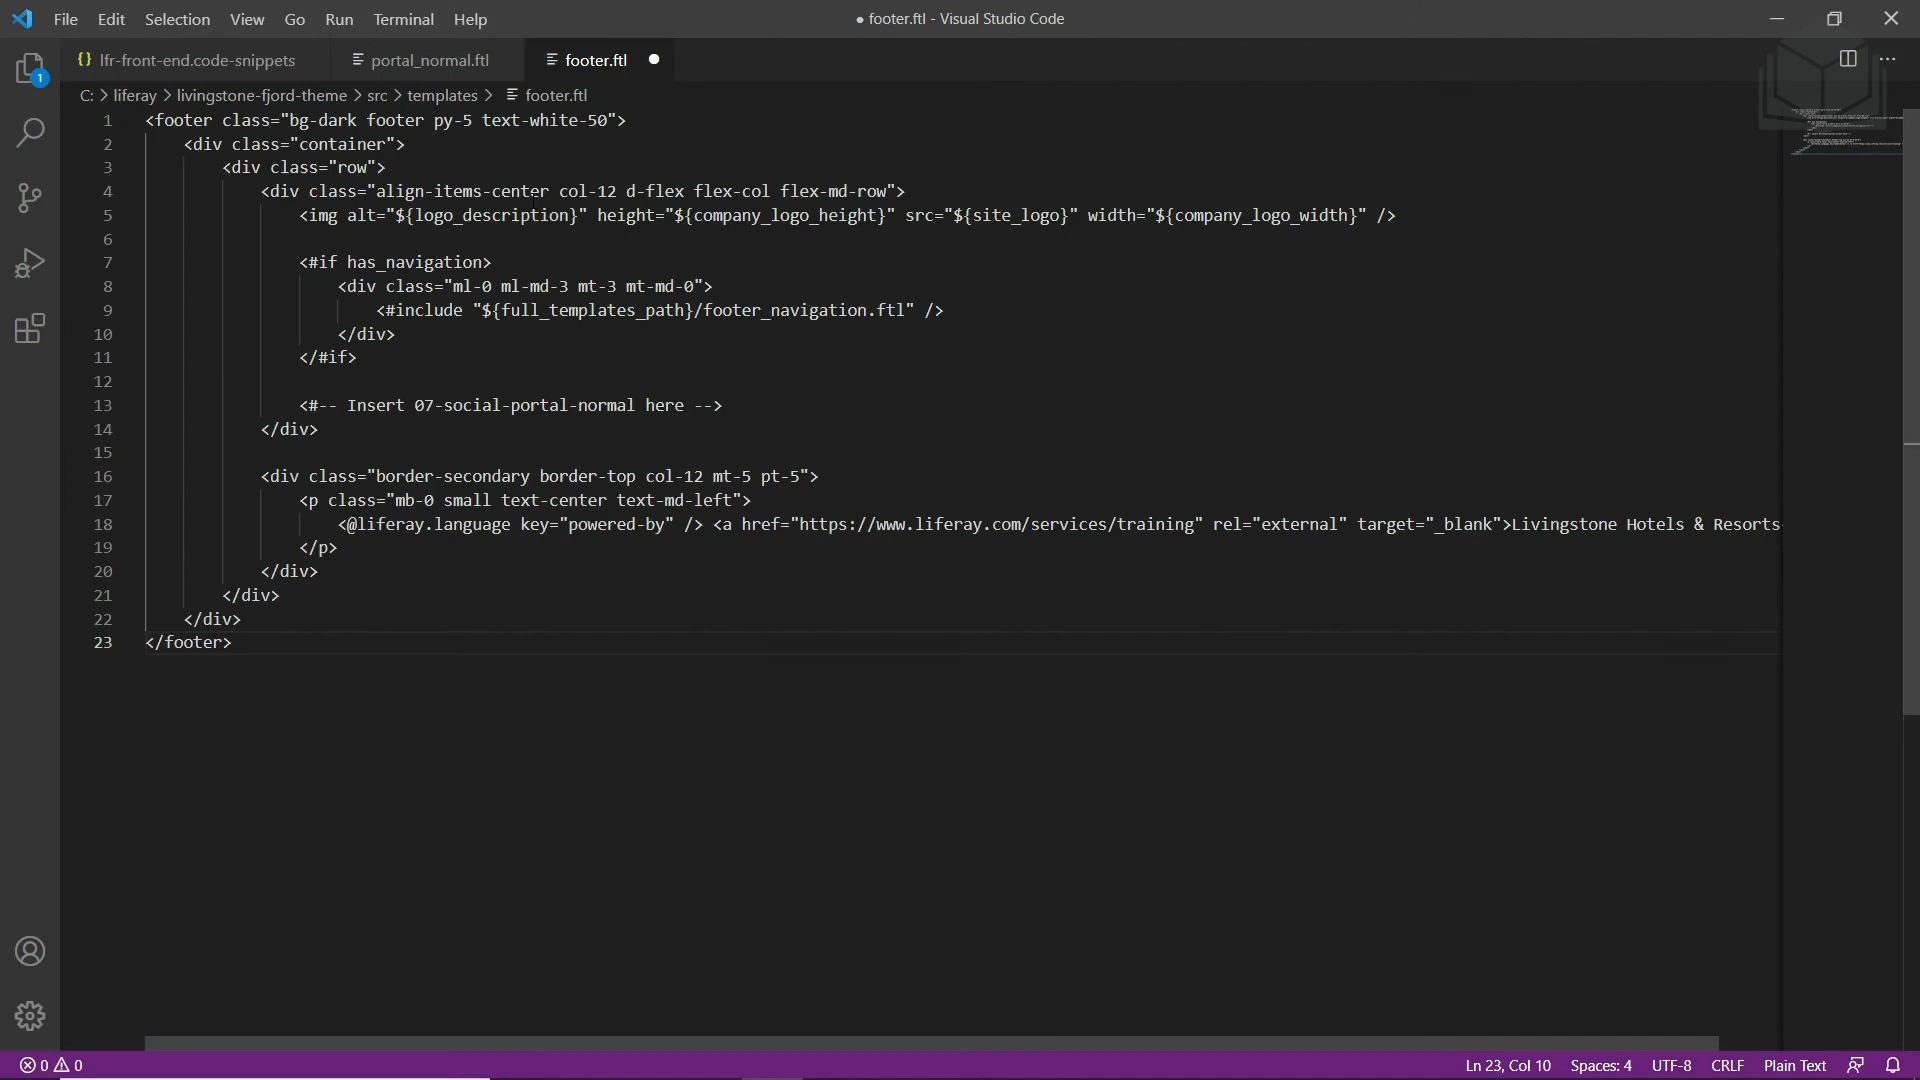 File Edit Selection View Go Run Terminal Help ● footer.ftl - Visual Studio Code
{} lfr-front-end.code-snippets portal_normal.ftl footer.ftl
1
C: > liferay > livingstone-fjord-theme > src > templates > footer.ftl
1 <footer class="bg-dark footer py-5 text-white-50">
2 <div class="container">
3 <div class="row">
4 <div class="align-items-center col-12 d-flex flex-col flex-md-row">
5 <img alt="${logo_description}" height="${company_logo_height}" src="${site_logo}" width="${company_logo_width}" />
6
7 <#if has_navigation>
8 <div class="ml-0 ml-md-3 mt-3 mt-md-0">
9 <#include "${full_templates_path}/footer_navigation.ftl" />
10 </div>
11 </#if>
12
13 <#-- Insert 07-social-portal-normal here -->
14 </div>
15
16 <div class="border-secondary border-top col-12 mt-5 pt-5">
17 <p class="mb-0 small text-center text-md-left">
18 <@liferay.language key="powered-by" /> <a href="https://www.liferay.com/services/training" rel="external" target="_blank">Livingstone Hotels & Resorts
19 </p>
20 </div>
21 </div>
22 </div>
23 </footer>
0 0 Ln 23, Col 10 Spaces: 4 UTF-8 CRLF Plain Text